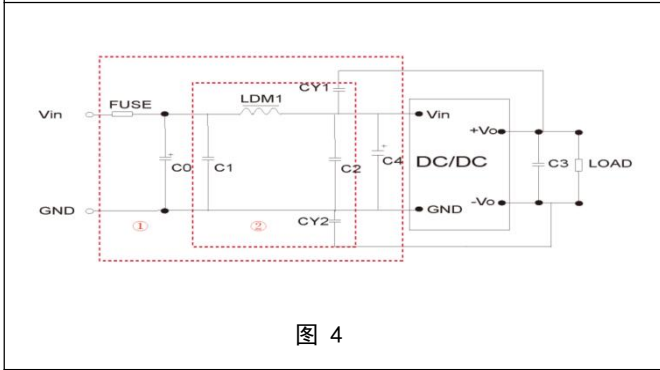 CY1
FUSE
LDM1
Vin
Vin
+Vo
C0
C1
C2
C4
DC/DC
C3
LOAD
GND
GND
-Vo
①
②
CY2
图 4